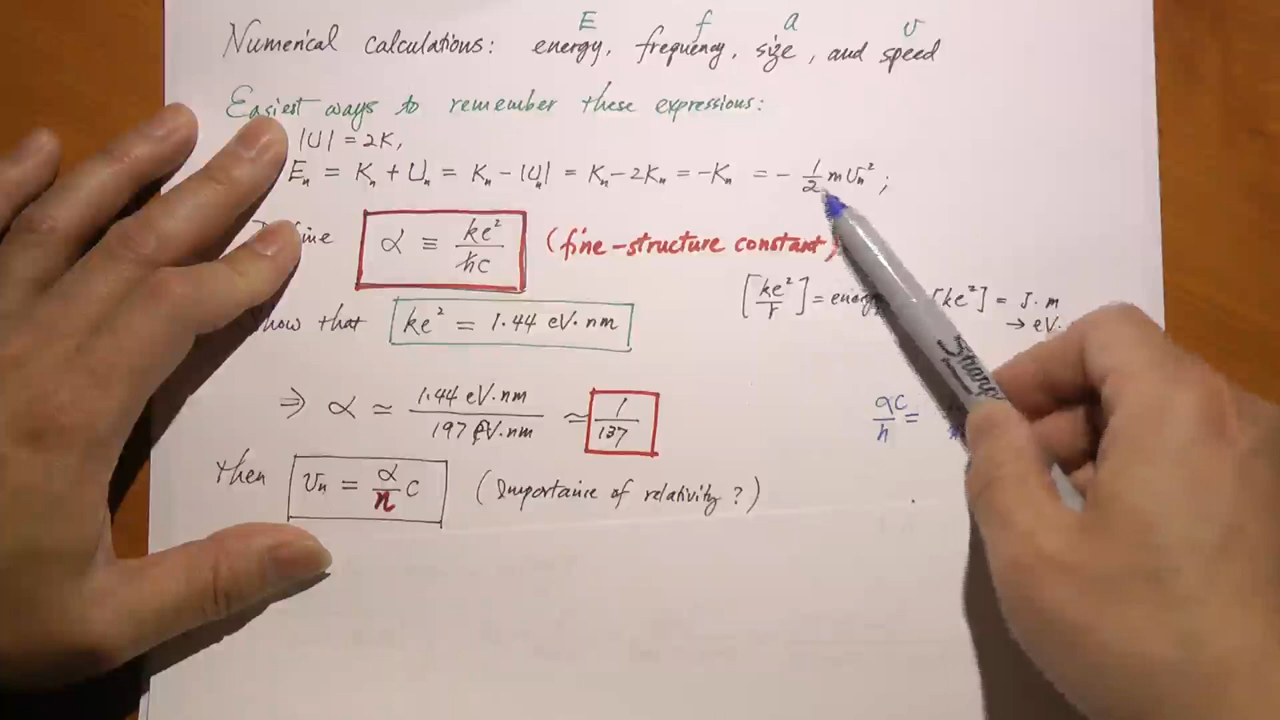 E f a v
Numerical calculations: energy, frequency, size, and speed
Easiest ways to remember these expressions:
|U| = 2K,
Eₙ = Kₙ + Uₙ = Kₙ - |Uₙ| = Kₙ - 2Kₙ = -Kₙ = - 1/2 m vₙ² ;
α ≡ ke²/ħc (fine-structure constant)
[ke²/r] = [ke²] = J·m
→ eV
that ke² = 1.44 eV·nm
⇒ α ≃ 1.44 eV·nm / 197 eV·nm ≈ 1/137
αc/n =
then vₙ = α/n c (Importance of relativity?)
Sharp